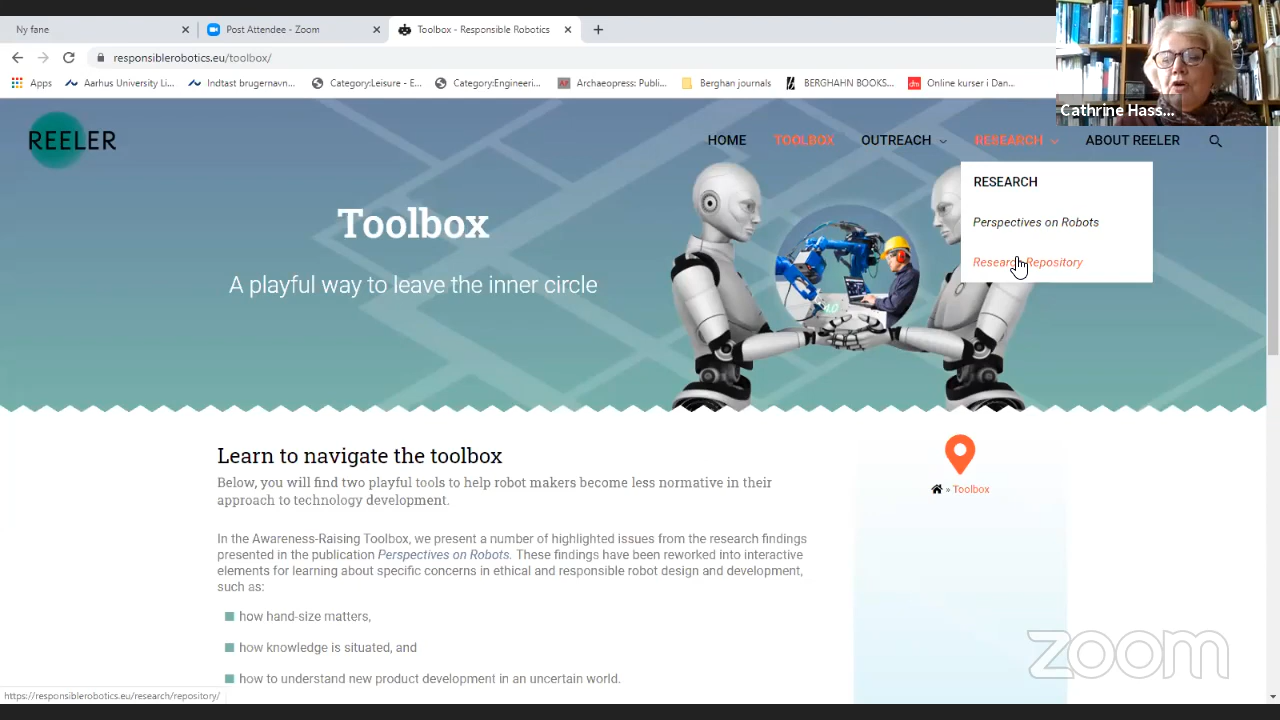 Ny fane
Post Attendee - Zoom
Toolbox - Responsible Robotics
responsiblerobotics.eu/toolbox/
Apps
Aarhus University Li...
Indtast brugernavn...
Category:Leisure - E...
Category:Engineeri...
Archaeopress: Publi...
Berghan journals
BERGHAHN BOOKS...
Online kurser i Dan...
Cathrine Hass...
REELER
HOME
TOOLBOX
OUTREACH
RESEARCH
ABOUT REELER
RESEARCH
Perspectives on Robots
Research Repository
Toolbox
A playful way to leave the inner circle
4.0
Learn to navigate the toolbox
Below, you will find two playful tools to help robot makers become less normative in their
approach to technology development.
In the Awareness-Raising Toolbox, we present a number of highlighted issues from the research findings
presented in the publication Perspectives on Robots. These findings have been reworked into interactive
elements for learning about specific concerns in ethical and responsible robot design and development,
such as:
how hand-size matters,
how knowledge is situated, and
how to understand new product development in an uncertain world.
» Toolbox
zoom
https://responsiblerobotics.eu/research/repository/